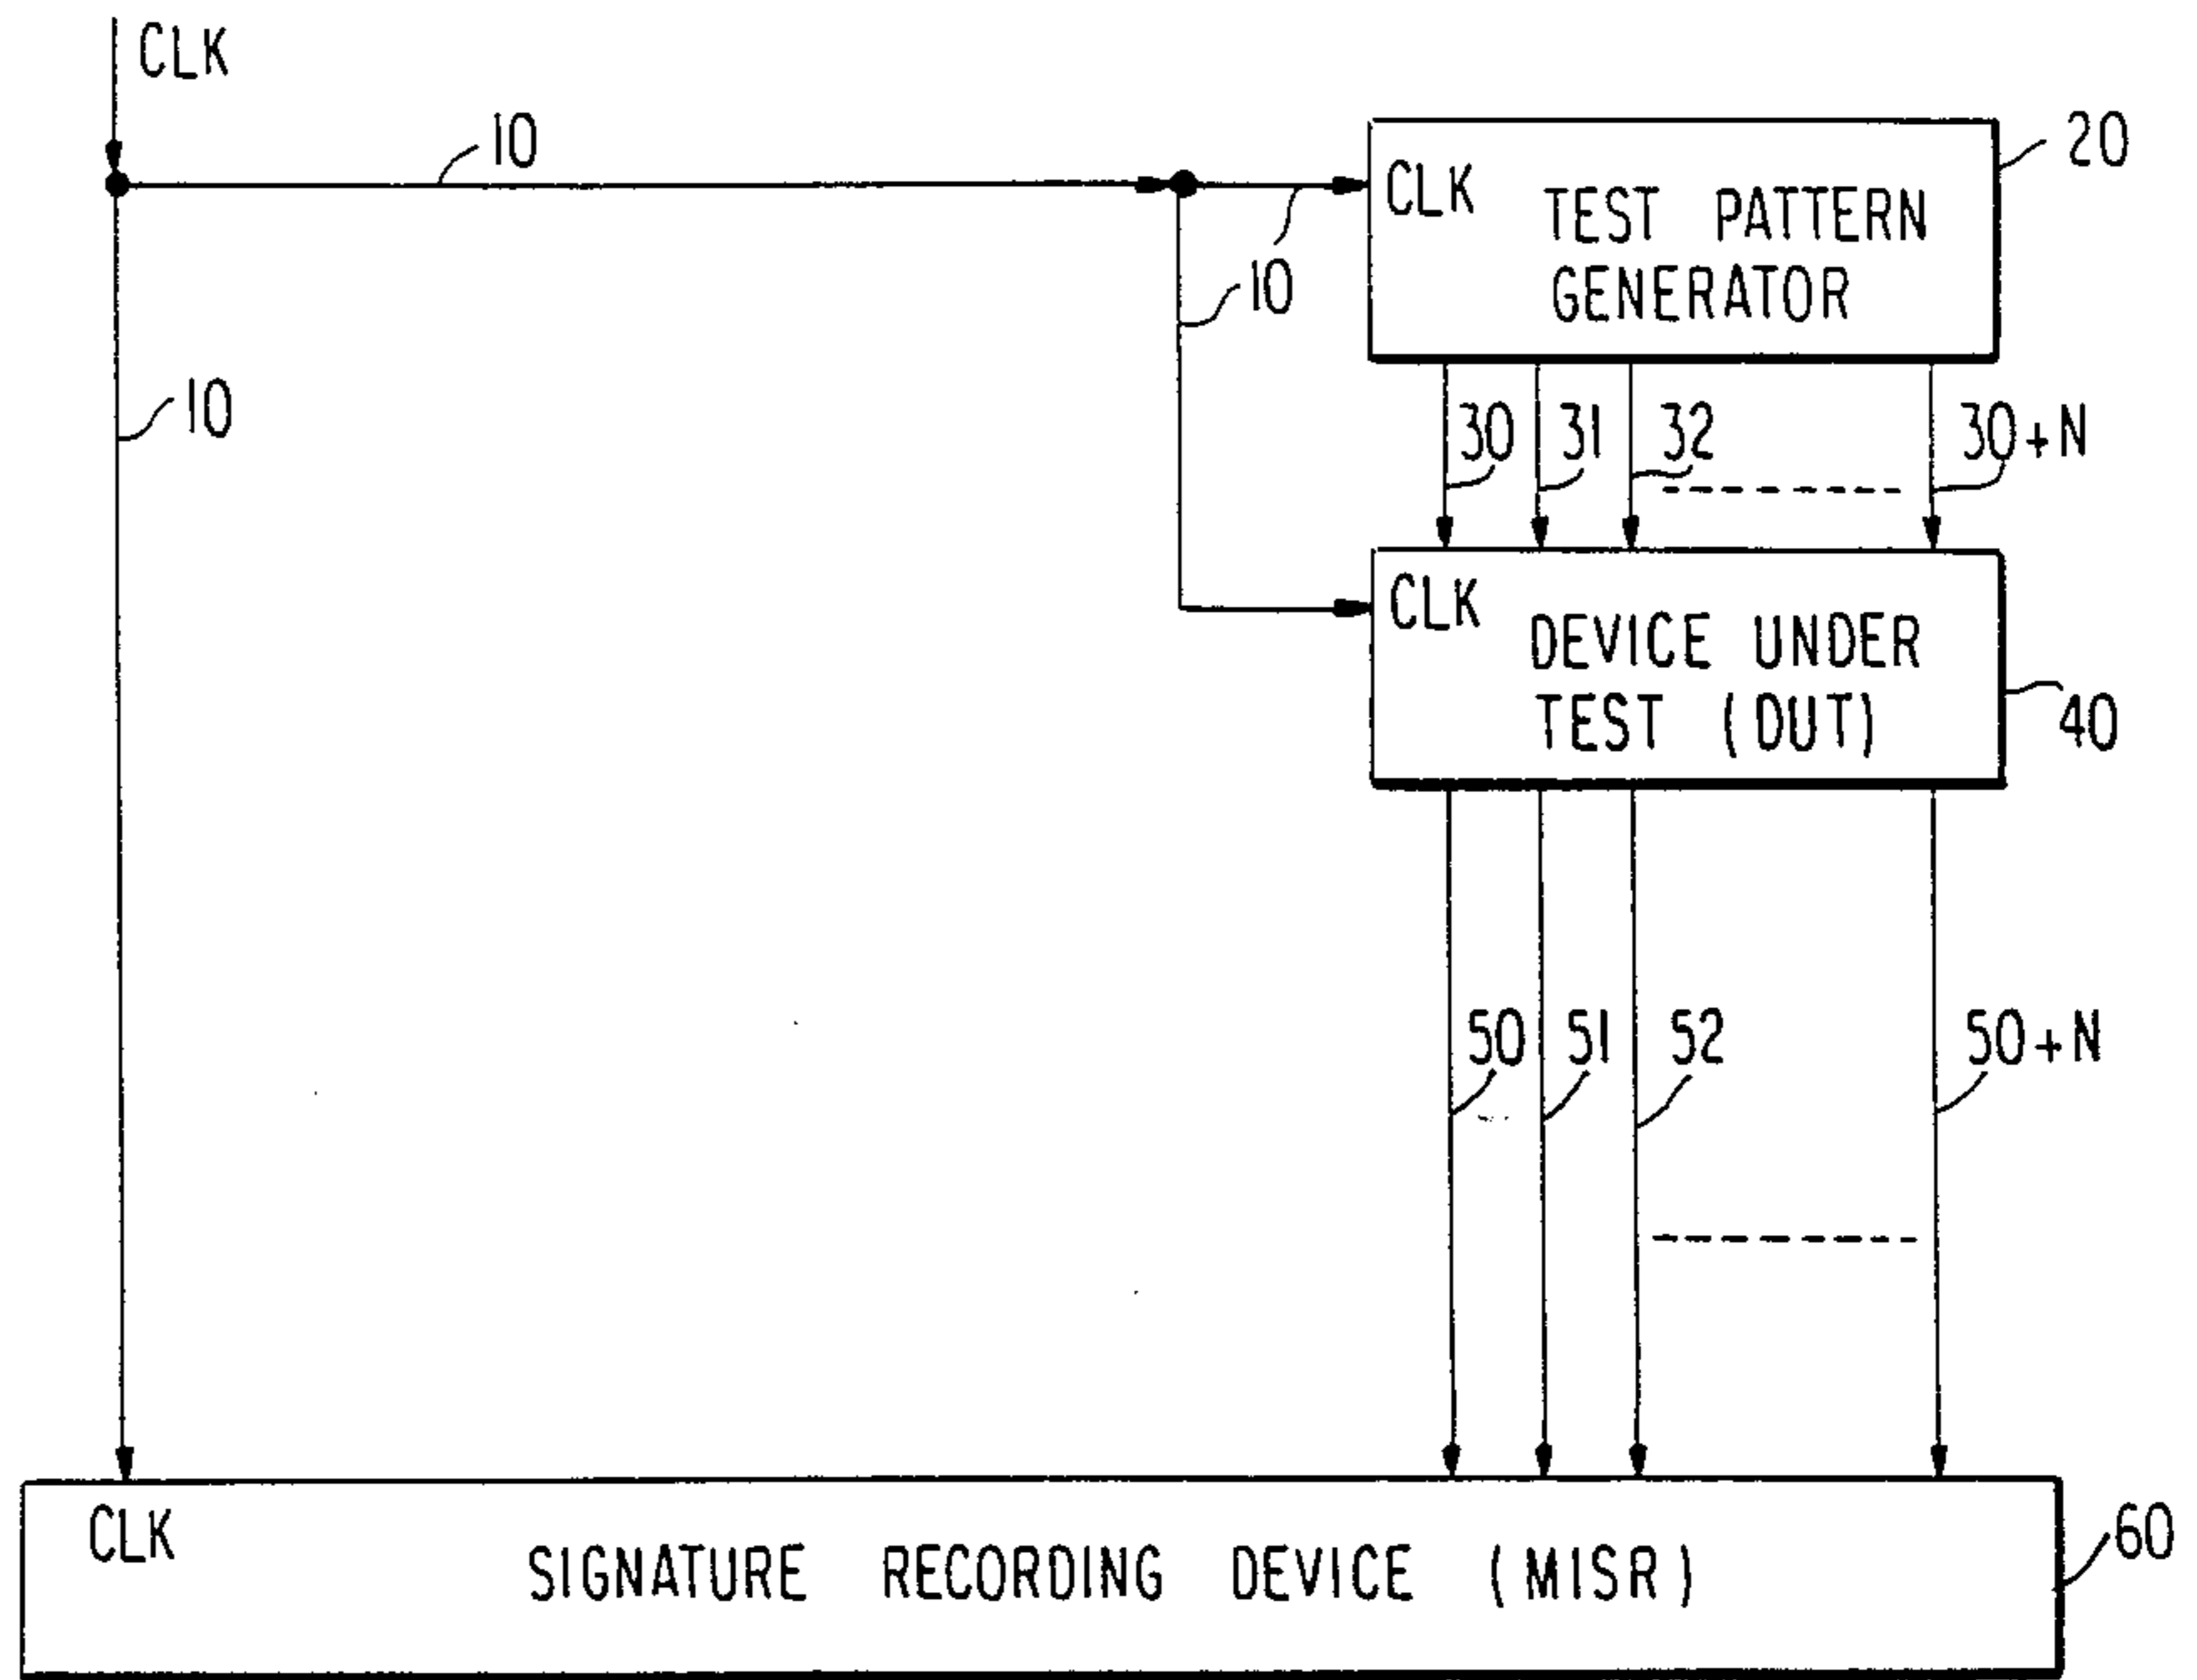 CLK
10
20
CLK
TEST PATTERN
GENERATOR
10
10
30
31
32
30+N
CLK
DEVICE UNDER
TEST (DUT)
40
50
51
52
50+N
CLK
SIGNATURE RECORDING DEVICE (MISR)
60